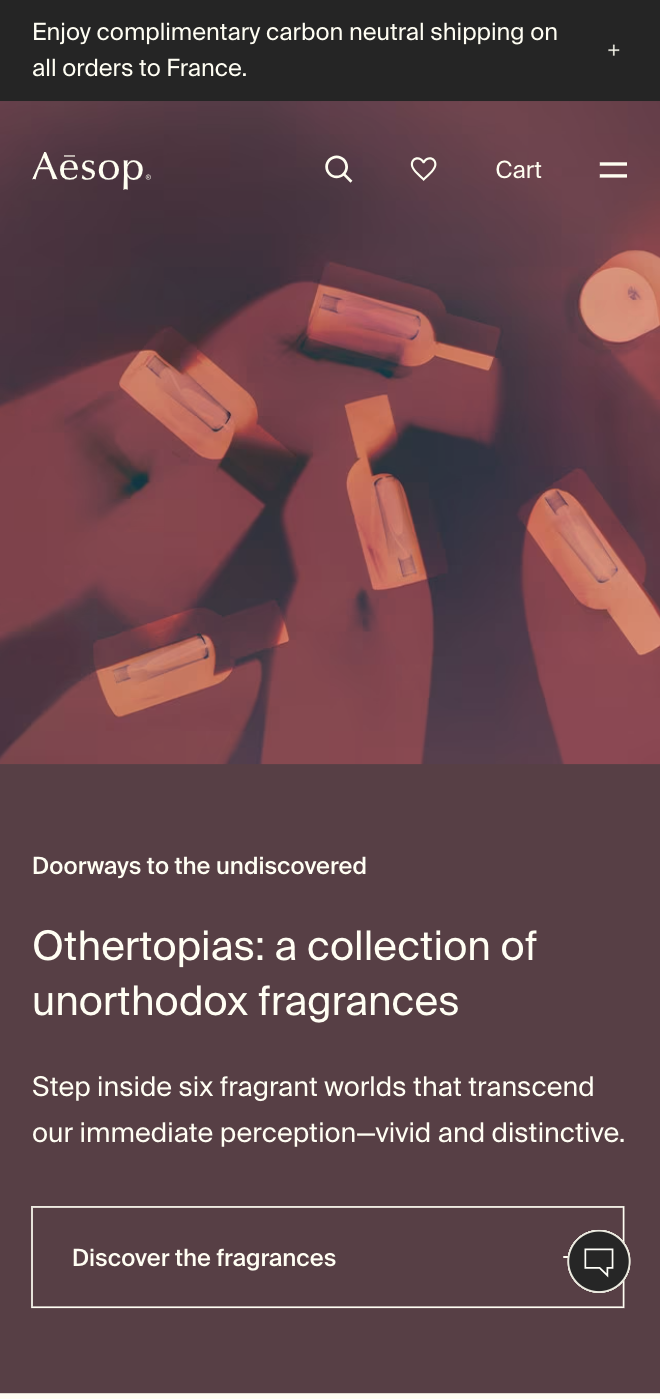 Enjoy complimentary carbon neutral shipping on
all orders to France.
+
Aēsop®
Cart
Doorways to the undiscovered
Othertopias: a collection of
unorthodox fragrances
Step inside six fragrant worlds that transcend
our immediate perception—vivid and distinctive.
Discover the fragrances